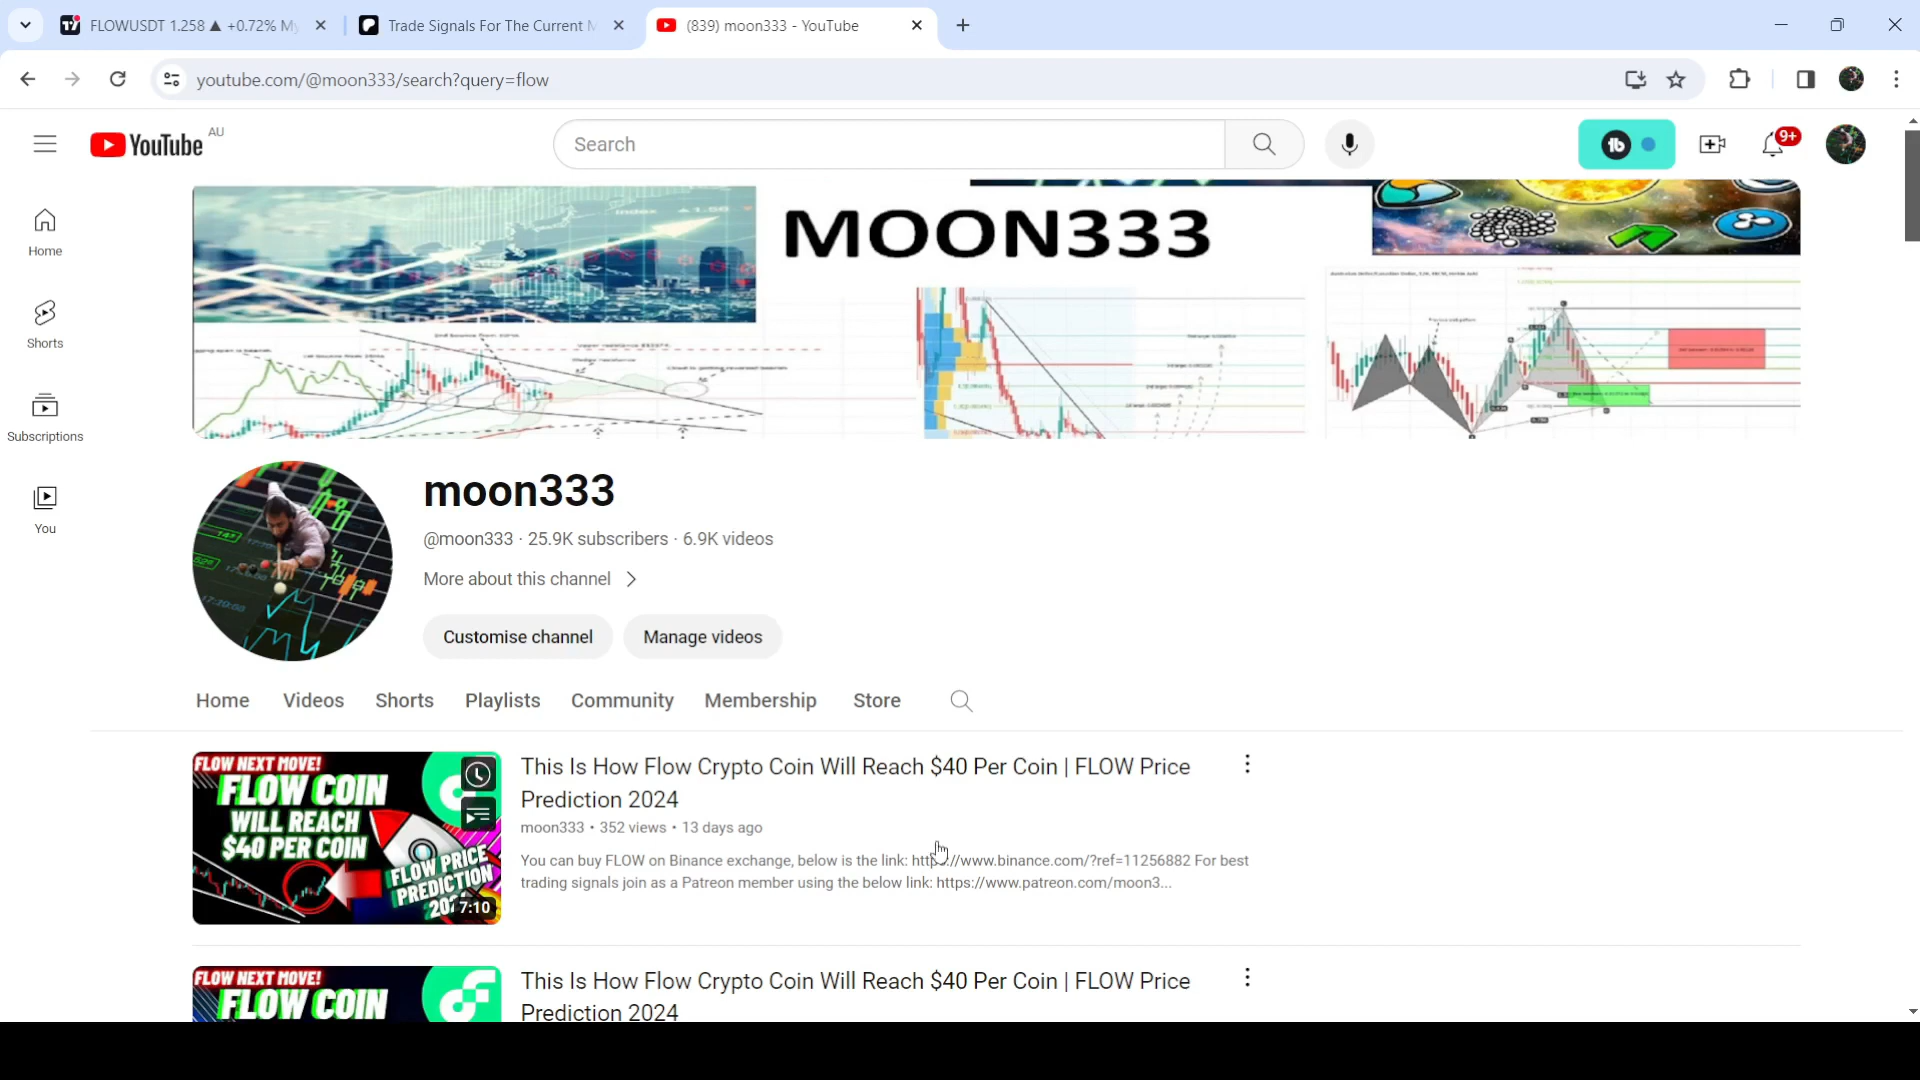 FLOWUSDT 1.258 ▲ +0.72% My
Trade Signals For The Current M
(839) moon333 - YouTube
youtube.com/@moon333/search?query=flow
YouTube AU
Search
9+
Home
Shorts
Subscriptions
You
MOON333
moon333
@moon333 · 25.9K subscribers · 6.9K videos
More about this channel
Customise channel
Manage videos
Home Videos Shorts Playlists Community Membership Store
FLOW NEXT MOVE!
FLOW COIN
WILL REACH
$40 PER COIN
FLOW PRICE
PREDICTION
7:10
This Is How Flow Crypto Coin Will Reach $40 Per Coin | FLOW Price
Prediction 2024
moon333 • 352 views • 13 days ago
You can buy FLOW on Binance exchange, below is the link: https://www.binance.com/?ref=11256882 For best
trading signals join as a Patreon member using the below link: https://www.patreon.com/moon3...
FLOW NEXT MOVE!
FLOW COIN
This Is How Flow Crypto Coin Will Reach $40 Per Coin | FLOW Price
Prediction 2024